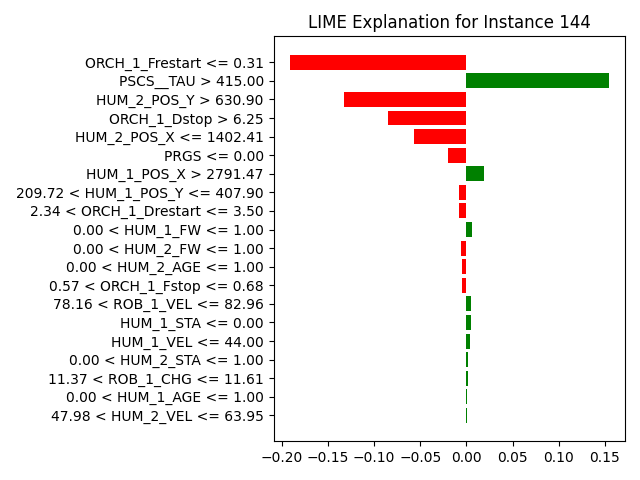 LIME Explanation for Instance 144
ORCH_1_Frestart <= 0.31
PSCS__TAU > 415.00
HUM_2_POS_Y > 630.90
ORCH_1_Dstop > 6.25
HUM_2_POS_X <= 1402.41
PRGS <= 0.00
HUM_1_POS_X > 2791.47
209.72 < HUM_1_POS_Y <= 407.90
2.34 < ORCH_1_Drestart <= 3.50
0.00 < HUM_1_FW <= 1.00
0.00 < HUM_2_FW <= 1.00
0.00 < HUM_2_AGE <= 1.00
0.57 < ORCH_1_Fstop <= 0.68
78.16 < ROB_1_VEL <= 82.96
HUM_1_STA <= 0.00
HUM_1_VEL <= 44.00
0.00 < HUM_2_STA <= 1.00
11.37 < ROB_1_CHG <= 11.61
0.00 < HUM_1_AGE <= 1.00
47.98 < HUM_2_VEL <= 63.95
−0.20 −0.15 −0.10 −0.05 0.00 0.05 0.10 0.15